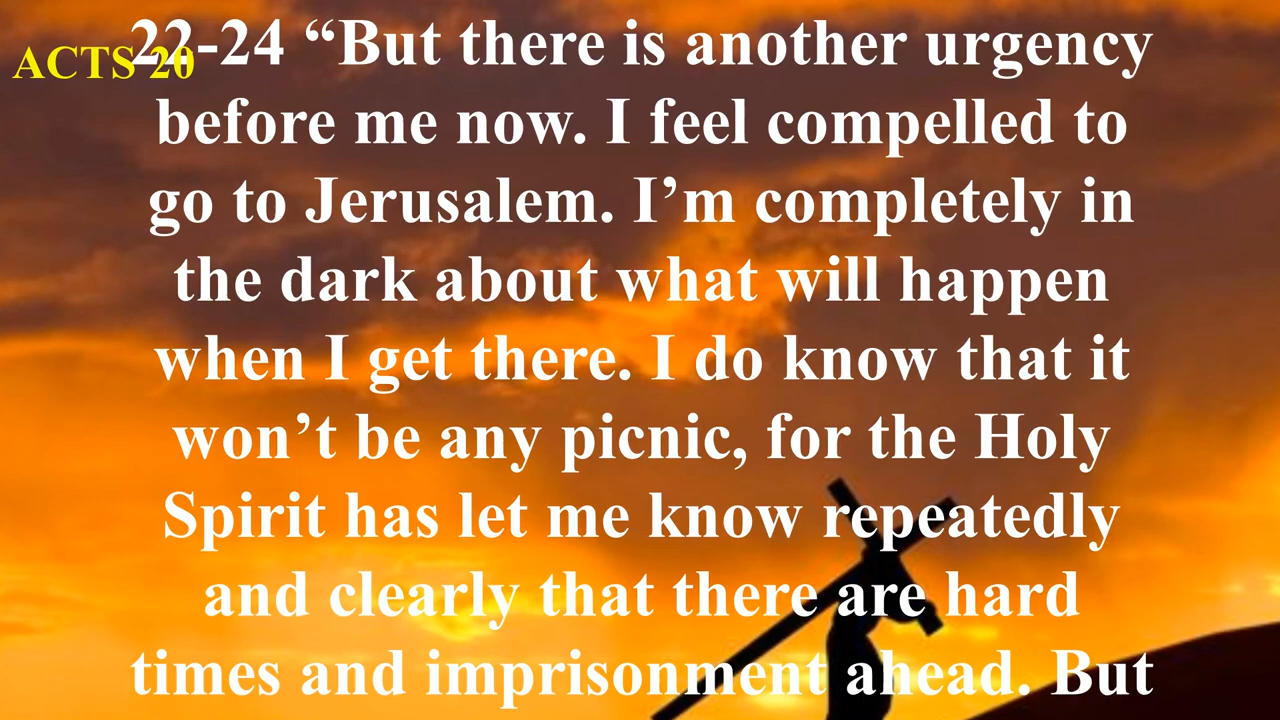 ACTS 20
22-24 “But there is another urgency
before me now. I feel compelled to
go to Jerusalem. I’m completely in
the dark about what will happen
when I get there. I do know that it
won’t be any picnic, for the Holy
Spirit has let me know repeatedly
and clearly that there are hard
times and imprisonment ahead. But